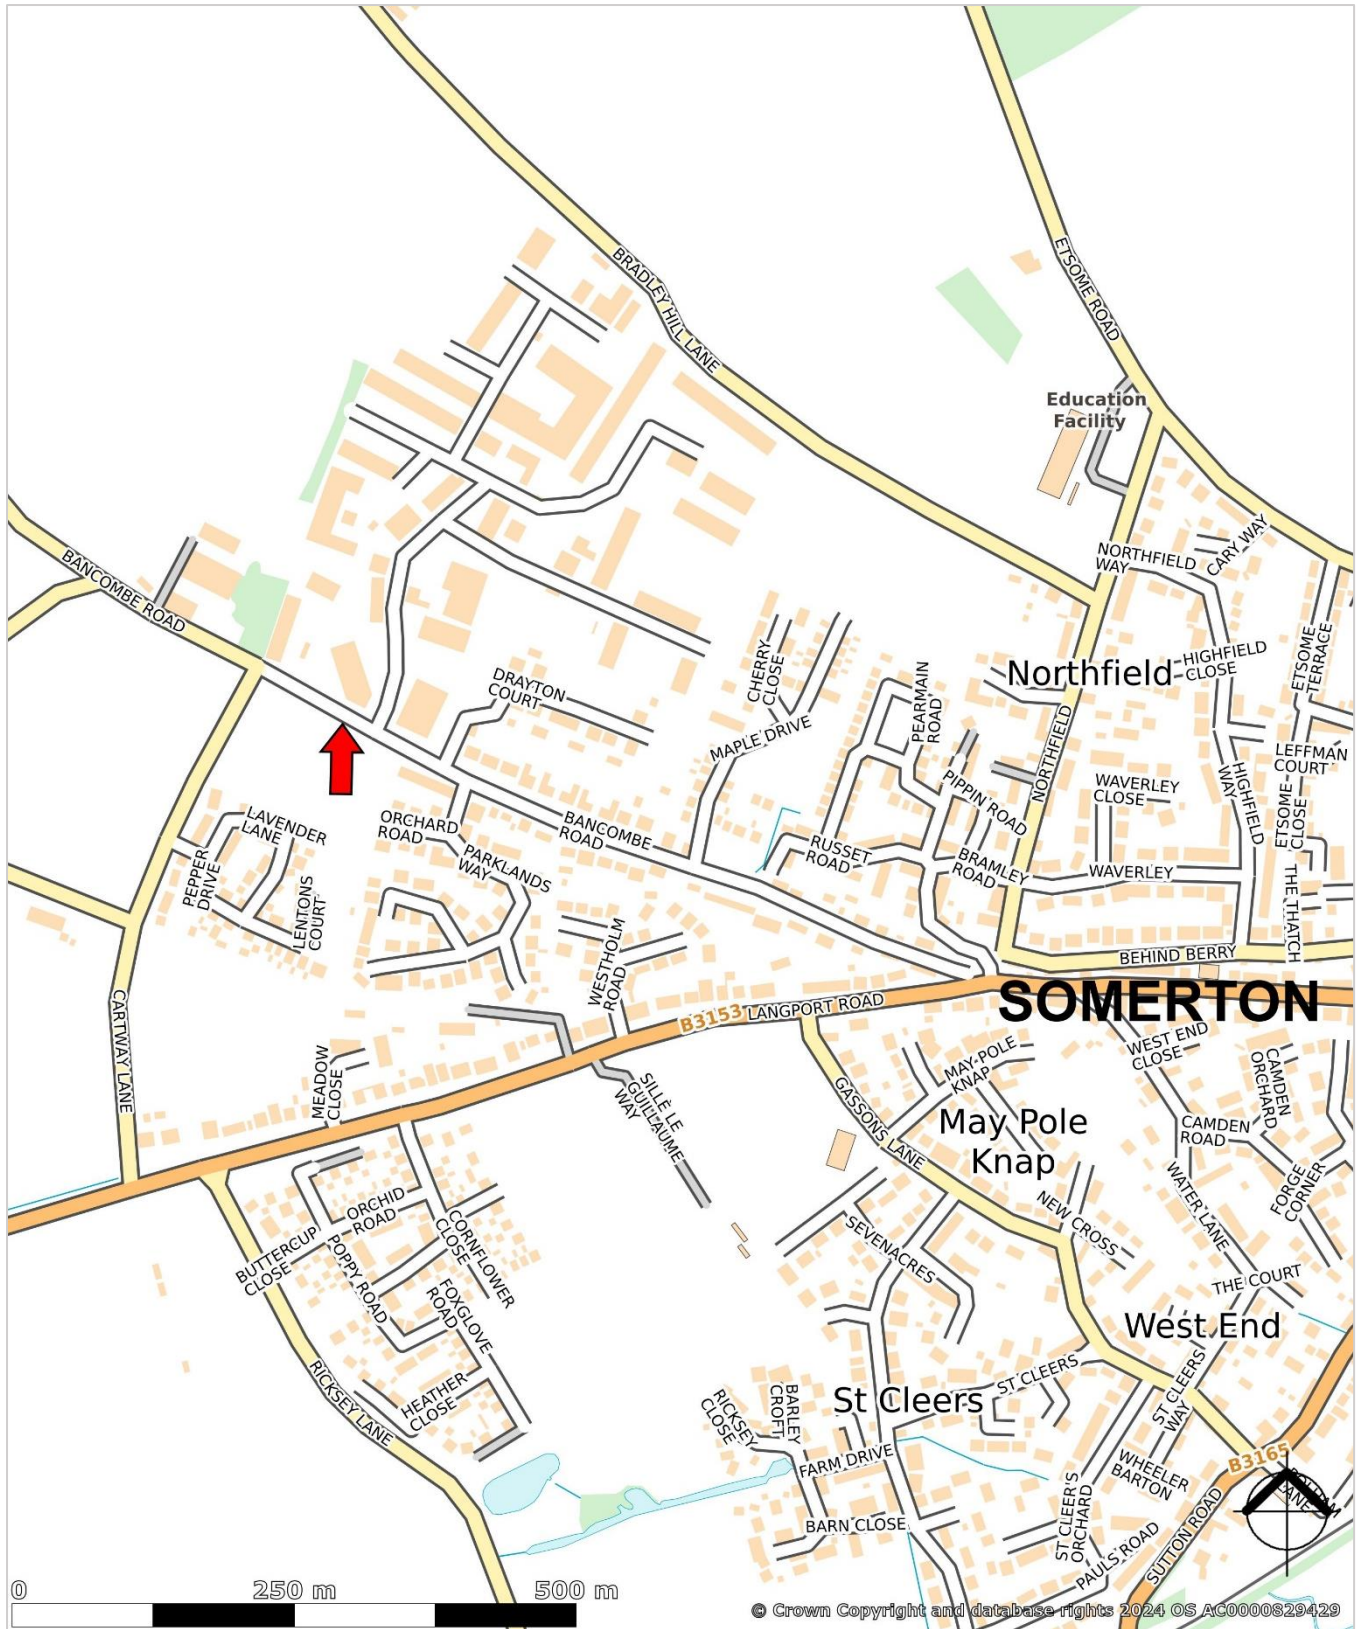 BRADLEY HILL LANE
ETSOME ROAD
Education
Facility
BANCOMBE ROAD
NORTHFIELD
WAY
CARY WAY
HIGHFIELD
CLOSE
ETSOME
TERRACE
Northfield
DRAYTON
COURT
CHERRY
CLOSE
PEARMAIN
ROAD
MAPLE DRIVE
NORTHFIELD
LEFFMAN
COURT
WAVERLEY
CLOSE
HIGHFIELD
WAY
ETSOME
CLOSE
PIPPIN ROAD
LAVENDER
LANE
ORCHARD
ROAD
BANCOMBE
ROAD
PARKLANDS
WAY
RUSSET
ROAD
BRAMLEY
ROAD
WAVERLEY
THE THATCH
PEPPER
DRIVE
LENTONS
COURT
WESTHOLM
ROAD
BEHIND BERRY
SOMERTON
B3153
LANGPORT ROAD
CARTWAY LANE
MEADOW
CLOSE
SILLÉ LE
GUILLAUME
WAY
GASSONS LANE
MAY POLE
KNAP
WEST END
CLOSE
CAMDEN
ORCHARD
May Pole
Knap
CAMDEN
ROAD
WATER LANE
FORGE
CORNER
ORCHID
ROAD
BUTTERCUP
CLOSE
POPPY ROAD
CORNFLOWER
CLOSE
FOXGLOVE
ROAD
SEVENACRES
NEW CROSS
THE COURT
West End
RICKSEY LANE
HEATHER
CLOSE
RICKSEY
CLOSE
BARLEY
CROFT
St Cleers
ST CLEERS
ST CLEERS
WAY
FARM DRIVE
WHEELER
BARTON
B3165
BARN CLOSE
ST CLEER'S
ORCHARD
PAULS ROAD
SUTTON ROAD
LANE
0 250 m 500 m
© Crown Copyright and database rights 2024 OS AC0000829429